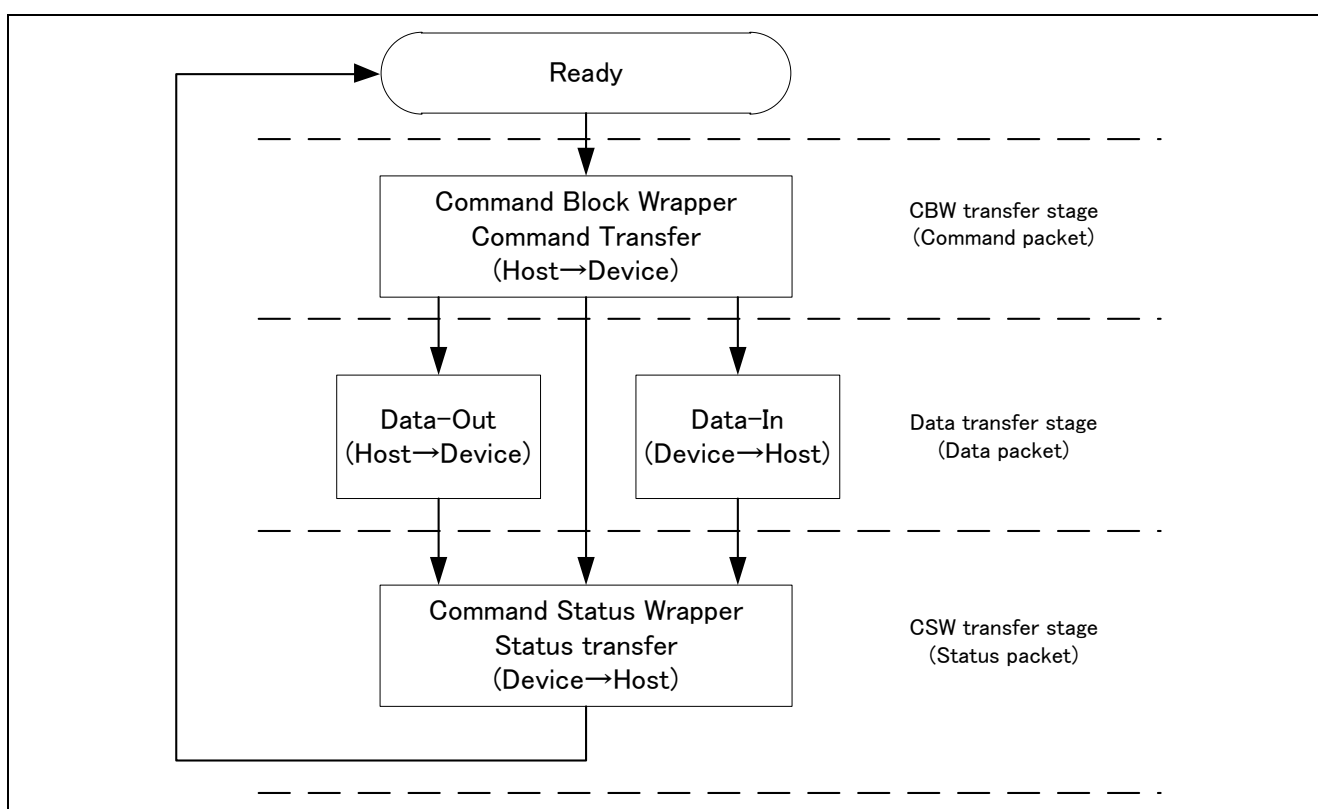 Ready
Command Block Wrapper
Command Transfer
(Host→Device)
CBW transfer stage
(Command packet)
Data-Out
(Host→Device)
Data-In
(Device→Host)
Data transfer stage
(Data packet)
Command Status Wrapper
Status transfer
(Device→Host)
CSW transfer stage
(Status packet)